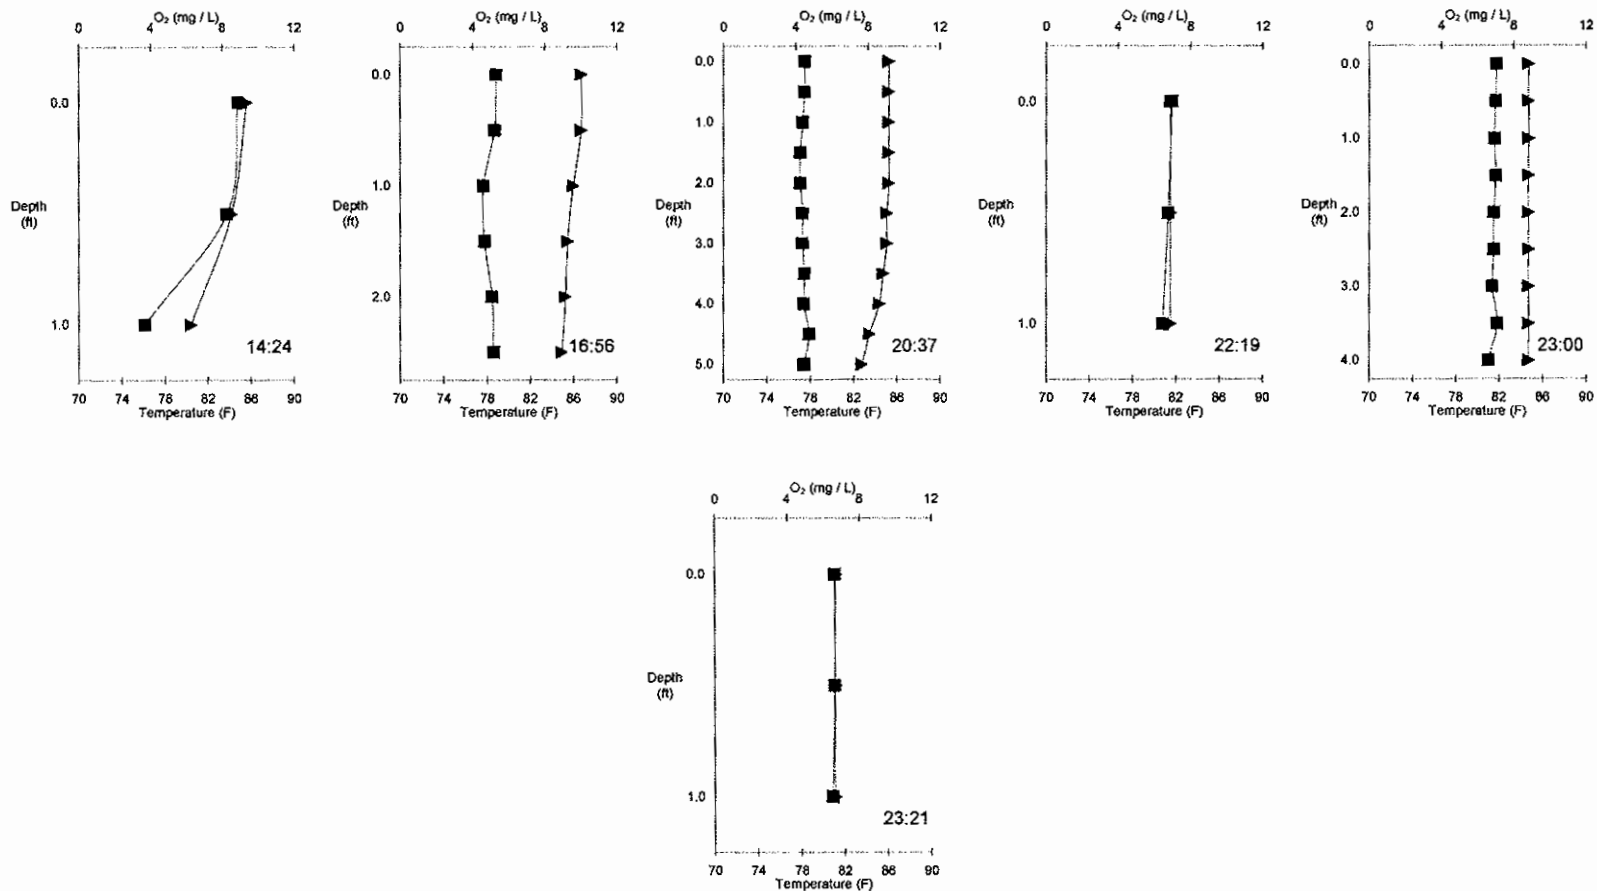 O₂ (mg / L)
0 4 8 12
0.0
Depth
(ft)
1.0
14:24
70 74 78 82 86 90
Temperature (F)
O₂ (mg / L)
0 4 8 12
0.0
1.0
Depth
(ft)
2.0
16:56
70 74 78 82 86 90
Temperature (F)
O₂ (mg / L)
0 4 8 12
0.0
1.0
2.0
Depth
(ft)
3.0
4.0
5.0
20:37
70 74 78 82 86 90
Temperature (F)
O₂ (mg / L)
0 4 8 12
0.0
Depth
(ft)
1.0
22:19
70 74 78 82 86 90
Temperature (F)
O₂ (mg / L)
0 4 8 12
0.0
1.0
Depth 2.0
(ft)
3.0
4.0
23:00
70 74 78 82 86 90
Temperature (F)
O₂ (mg / L)
0 4 8 12
0.0
Depth
(ft)
1.0
23:21
70 74 78 82 86 90
Temperature (F)